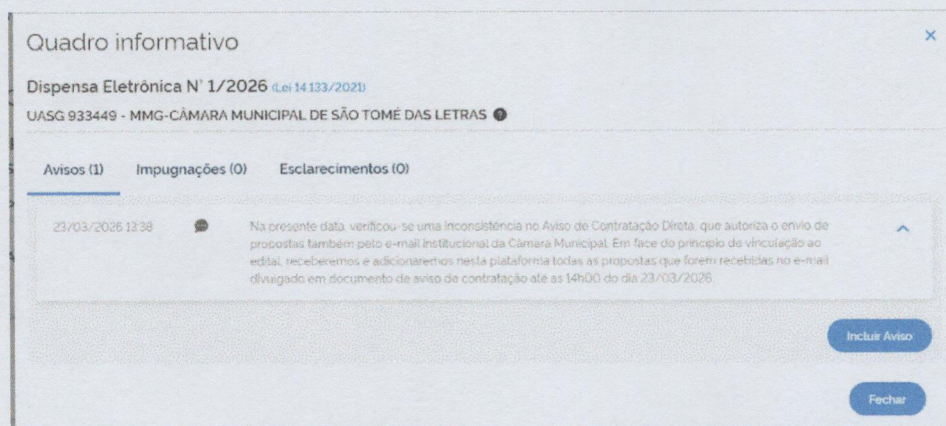 Quadro informativo
Dispensa Eletrônica N° 1/2026 (Lei 14.133/2021)
UASG 933449 - MMG-CÂMARA MUNICIPAL DE SÃO TOMÉ DAS LETRAS
Avisos (1) Impugnações (0) Esclarecimentos (0)
23/03/2026 13:38 Na presente data, verificou-se uma inconsistência no Aviso de Contratação Direta, que autoriza o envio de
propostas também pelo e-mail institucional da Câmara Municipal. Em face do princípio de vinculação ao
edital, receberemos e adicionaremos nesta plataforma todas as propostas que forem recebidas no e-mail
divulgado em documento de aviso de contratação até as 14h00 do dia 23/03/2026.
Incluir Aviso
Fechar